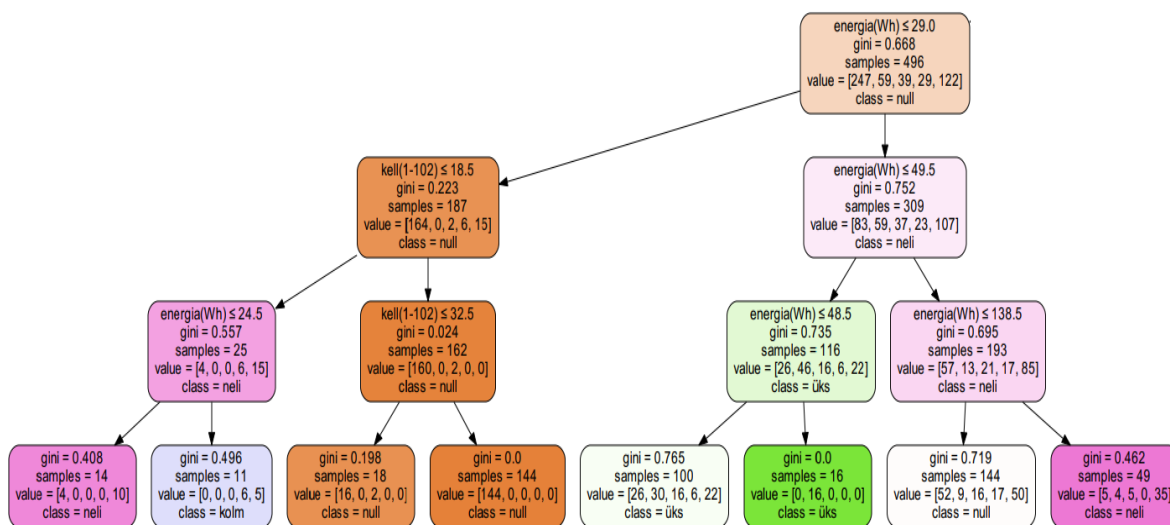 energia(Wh) ≤ 29.0
gini = 0.668
samples = 496
value = [247, 59, 39, 29, 122]
class = null
kell(1-102) ≤ 18.5
gini = 0.223
samples = 187
value = [164, 0, 2, 6, 15]
class = null
energia(Wh) ≤ 49.5
gini = 0.752
samples = 309
value = [83, 59, 37, 23, 107]
class = neli
energia(Wh) ≤ 24.5
gini = 0.557
samples = 25
value = [4, 0, 0, 6, 15]
class = neli
kell(1-102) ≤ 32.5
gini = 0.024
samples = 162
value = [160, 0, 2, 0, 0]
class = null
energia(Wh) ≤ 48.5
gini = 0.735
samples = 116
value = [26, 46, 16, 6, 22]
class = üks
energia(Wh) ≤ 138.5
gini = 0.695
samples = 193
value = [57, 13, 21, 17, 85]
class = neli
gini = 0.408
samples = 14
value = [4, 0, 0, 0, 10]
class = neli
gini = 0.496
samples = 11
value = [0, 0, 0, 6, 5]
class = kolm
gini = 0.198
samples = 18
value = [16, 0, 2, 0, 0]
class = null
gini = 0.0
samples = 144
value = [144, 0, 0, 0, 0]
class = null
gini = 0.765
samples = 100
value = [26, 30, 16, 6, 22]
class = üks
gini = 0.0
samples = 16
value = [0, 16, 0, 0, 0]
class = üks
gini = 0.719
samples = 144
value = [52, 9, 16, 17, 50]
class = null
gini = 0.462
samples = 49
value = [5, 4, 5, 0, 35]
class = neli